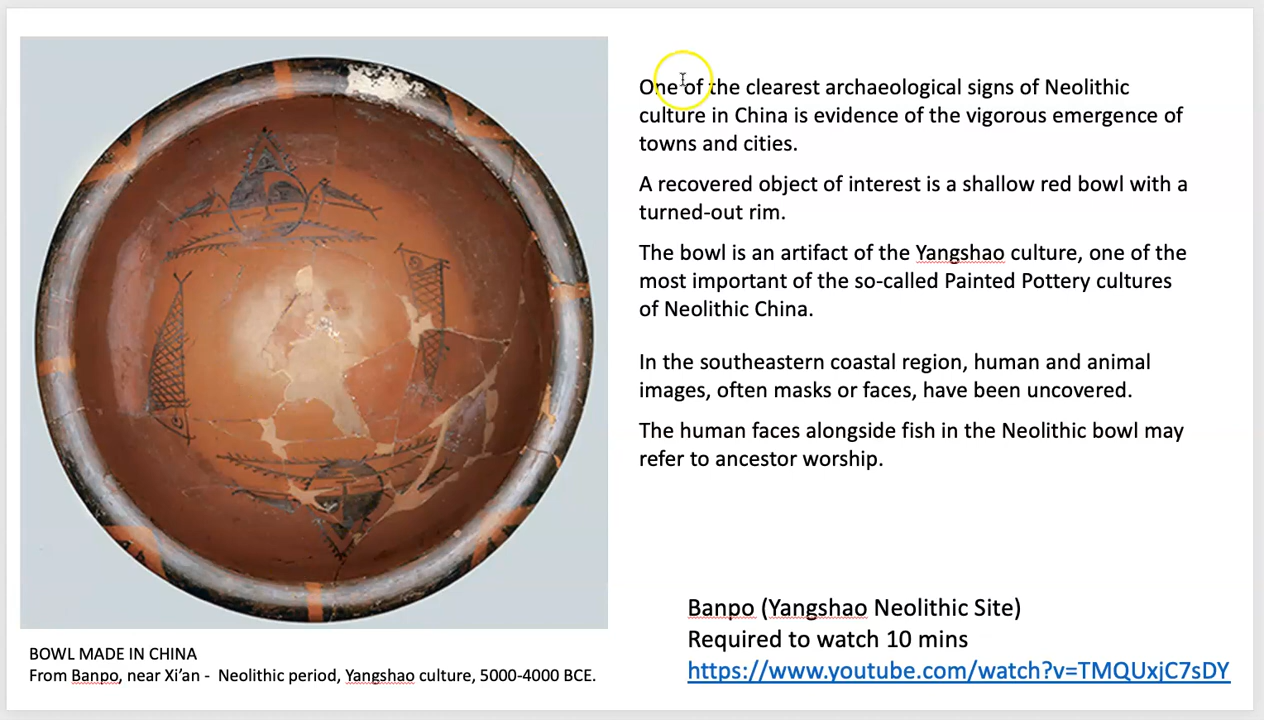 One of the clearest archaeological signs of Neolithic
culture in China is evidence of the vigorous emergence of
towns and cities.
A recovered object of interest is a shallow red bowl with a
turned-out rim.
The bowl is an artifact of the Yangshao culture, one of the
most important of the so-called Painted Pottery cultures
of Neolithic China.
In the southeastern coastal region, human and animal
images, often masks or faces, have been uncovered.
The human faces alongside fish in the Neolithic bowl may
refer to ancestor worship.
Banpo (Yangshao Neolithic Site)
Required to watch 10 mins
https://www.youtube.com/watch?v=TMQUxjC7sDY
BOWL MADE IN CHINA
From Banpo, near Xi’an - Neolithic period, Yangshao culture, 5000-4000 BCE.